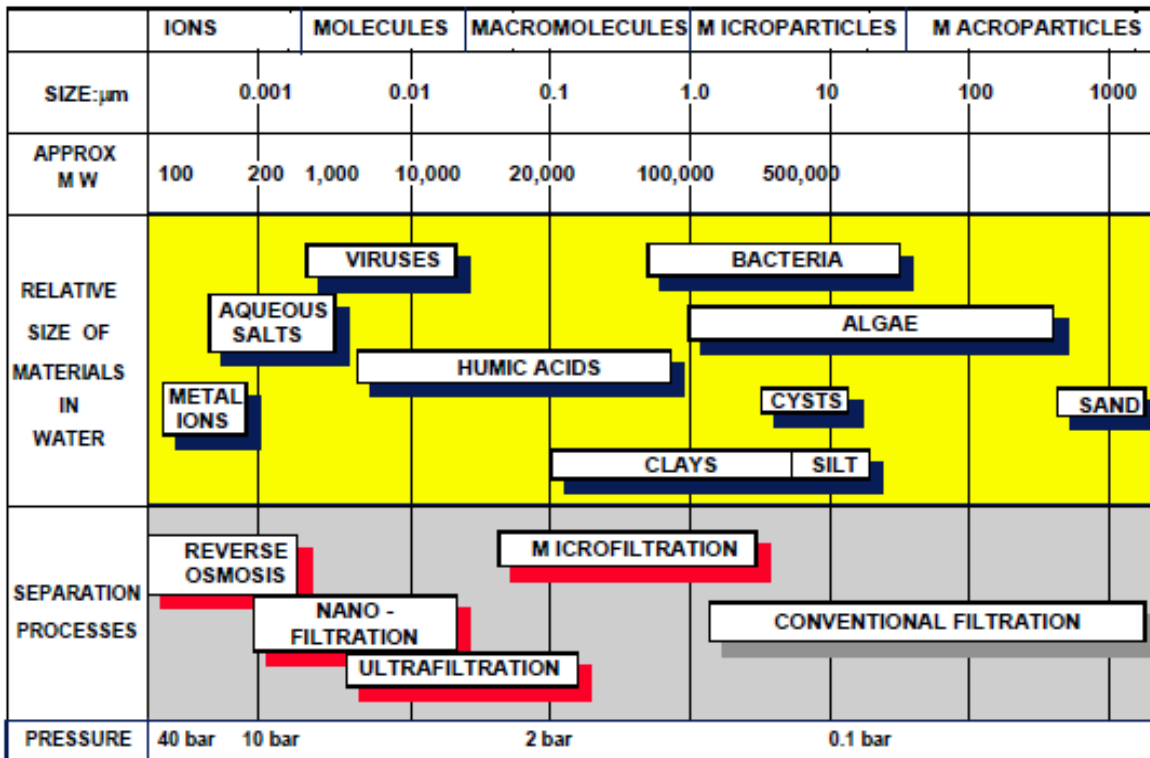 IONS MOLECULES MACROMOLECULES M ICROPARTICLES M ACROPARTICLES
SIZE:µm 0.001 0.01 0.1 1.0 10 100 1000
APPROX
M W 100 200 1,000 10,000 20,000 100,000 500,000
RELATIVE
SIZE OF
MATERIALS
IN
WATER
VIRUSES
BACTERIA
AQUEOUS
SALTS
ALGAE
HUMIC ACIDS
METAL
IONS
CYSTS
SAND
CLAYS SILT
SEPARATION
PROCESSES
REVERSE
OSMOSIS
M ICROFILTRATION
NANO -
FILTRATION
CONVENTIONAL FILTRATION
ULTRAFILTRATION
PRESSURE 40 bar 10 bar 2 bar 0.1 bar